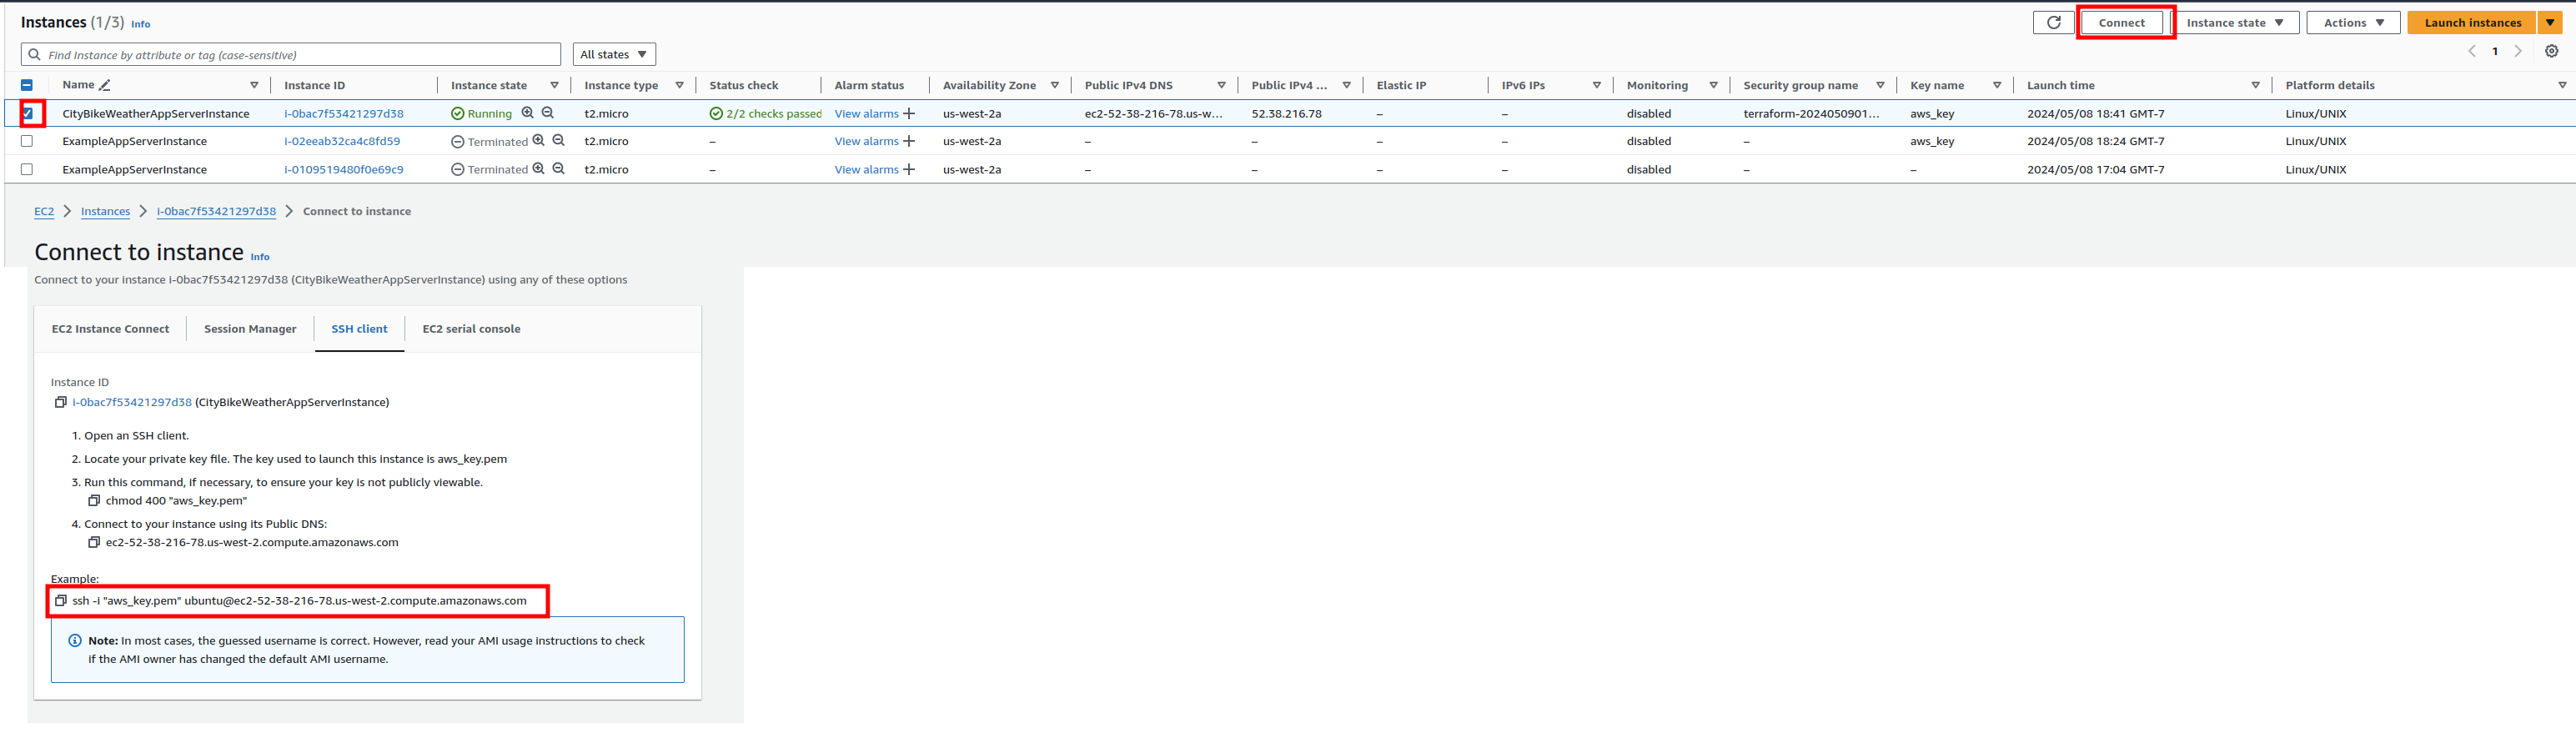 Instances (1/3) Info
Connect Instance state Actions Launch instances
Find Instance by attribute or tag (case-sensitive) All states 1
Name Instance ID Instance state Instance type Status check Alarm status Availability Zone Public IPv4 DNS Public IPv4 ... Elastic IP IPv6 IPs Monitoring Security group name Key name Launch time Platform details
CityBikeWeatherAppServerInstance i-0bac7f53421297d38 Running t2.micro 2/2 checks passed View alarms + us-west-2a ec2-52-38-216-78.us-w... 52.38.216.78 – – disabled terraform-2024050901... aws_key 2024/05/08 18:41 GMT-7 Linux/UNIX
ExampleAppServerInstance i-02eeab32ca4c8fd59 Terminated t2.micro – View alarms + us-west-2a – – – – disabled – aws_key 2024/05/08 18:24 GMT-7 Linux/UNIX
ExampleAppServerInstance i-0109519480f0e69c9 Terminated t2.micro – View alarms + us-west-2a – – – – disabled – – 2024/05/08 17:04 GMT-7 Linux/UNIX
EC2 > Instances > i-0bac7f53421297d38 > Connect to instance
Connect to instance Info
Connect to your instance i-0bac7f53421297d38 (CityBikeWeatherAppServerInstance) using any of these options
EC2 Instance Connect Session Manager SSH client EC2 serial console
Instance ID
i-0bac7f53421297d38 (CityBikeWeatherAppServerInstance)
1. Open an SSH client.
2. Locate your private key file. The key used to launch this instance is aws_key.pem
3. Run this command, if necessary, to ensure your key is not publicly viewable.
chmod 400 "aws_key.pem"
4. Connect to your instance using its Public DNS:
ec2-52-38-216-78.us-west-2.compute.amazonaws.com
Example:
ssh -i "aws_key.pem" ubuntu@ec2-52-38-216-78.us-west-2.compute.amazonaws.com
Note: In most cases, the guessed username is correct. However, read your AMI usage instructions to check
if the AMI owner has changed the default AMI username.